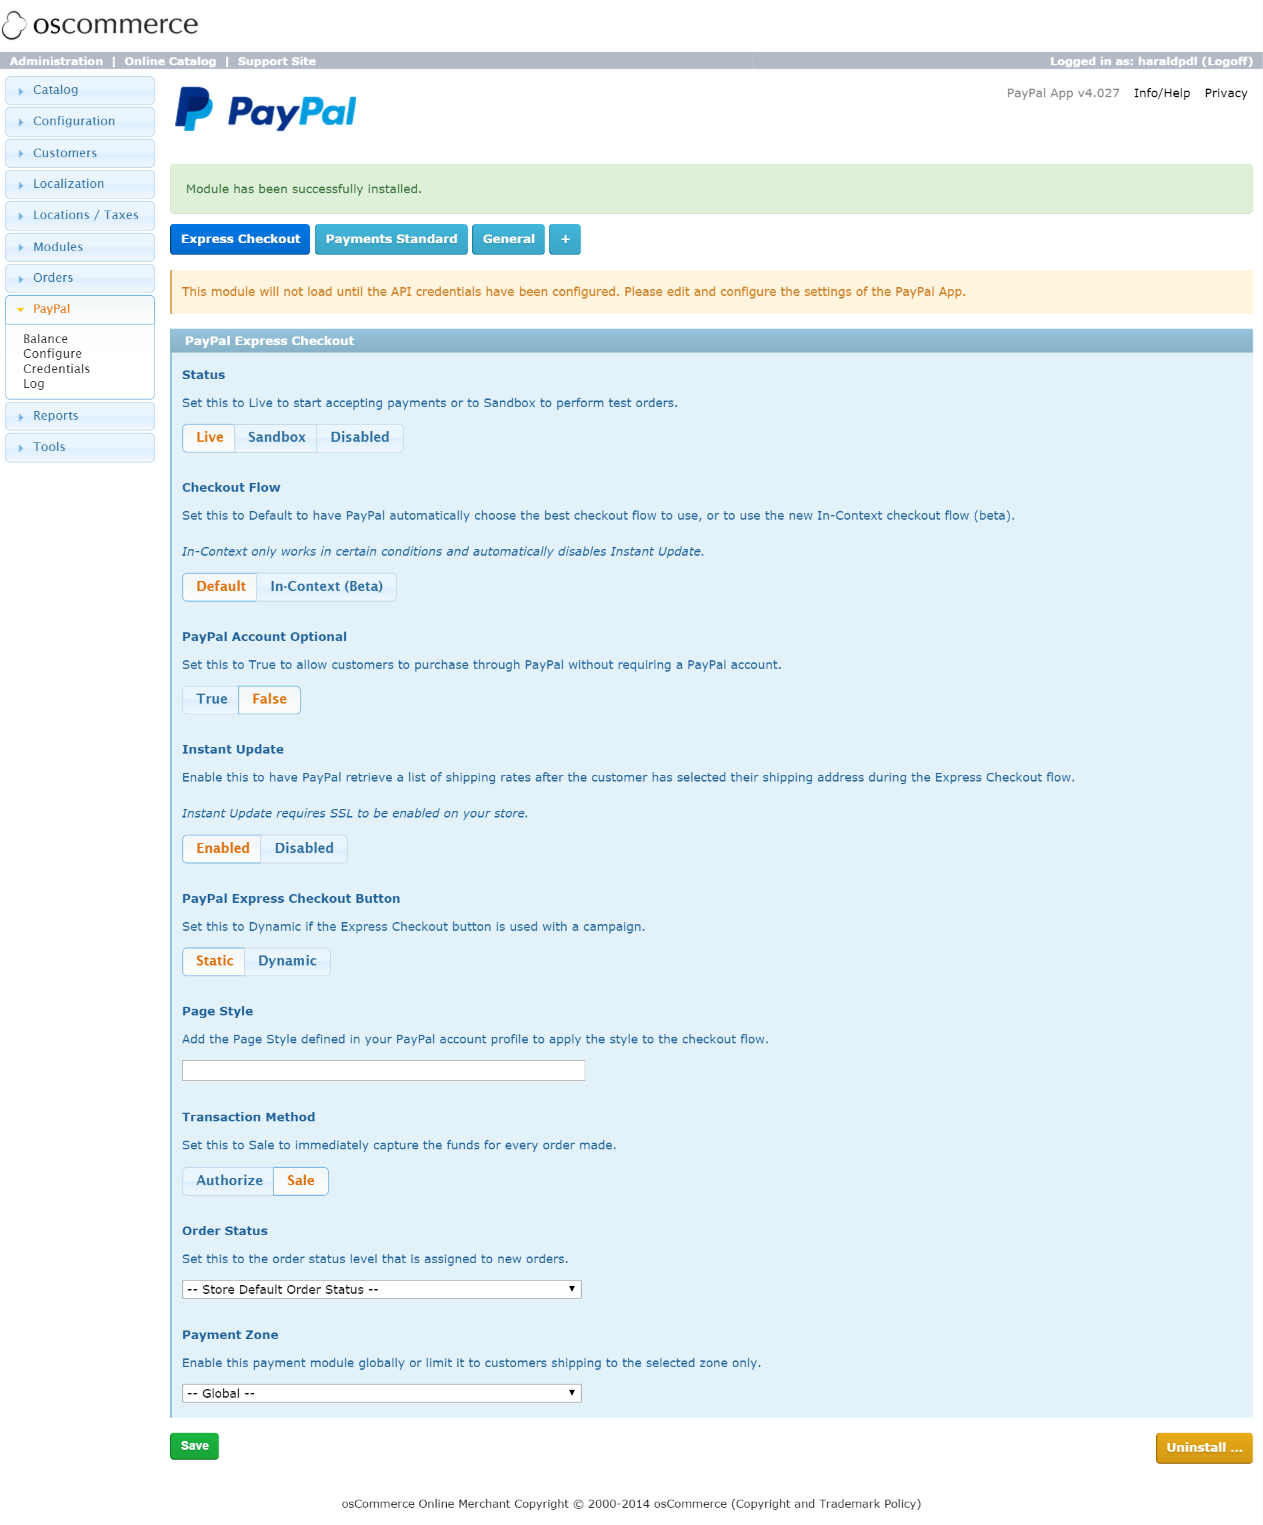 oscommerce
Administration | Online Catalog | Support Site
Logged in as: haraldpdl (Logoff)
Catalog
Configuration
Customers
Localization
Locations / Taxes
Modules
Orders
PayPal
Balance
Configure
Credentials
Log
Reports
Tools
PayPal
PayPal App v4.027 Info/Help Privacy
Module has been successfully installed.
Express Checkout Payments Standard General +
This module will not load until the API credentials have been configured. Please edit and configure the settings of the PayPal App.
PayPal Express Checkout
Status
Set this to Live to start accepting payments or to Sandbox to perform test orders.
Live Sandbox Disabled
Checkout Flow
Set this to Default to have PayPal automatically choose the best checkout flow to use, or to use the new In-Context checkout flow (beta).
In-Context only works in certain conditions and automatically disables Instant Update.
Default In-Context (Beta)
PayPal Account Optional
Set this to True to allow customers to purchase through PayPal without requiring a PayPal account.
True False
Instant Update
Enable this to have PayPal retrieve a list of shipping rates after the customer has selected their shipping address during the Express Checkout flow.
Instant Update requires SSL to be enabled on your store.
Enabled Disabled
PayPal Express Checkout Button
Set this to Dynamic if the Express Checkout button is used with a campaign.
Static Dynamic
Page Style
Add the Page Style defined in your PayPal account profile to apply the style to the checkout flow.
Transaction Method
Set this to Sale to immediately capture the funds for every order made.
Authorize Sale
Order Status
Set this to the order status level that is assigned to new orders.
-- Store Default Order Status --
Payment Zone
Enable this payment module globally or limit it to customers shipping to the selected zone only.
-- Global --
Save
Uninstall ...
osCommerce Online Merchant Copyright © 2000-2014 osCommerce (Copyright and Trademark Policy)